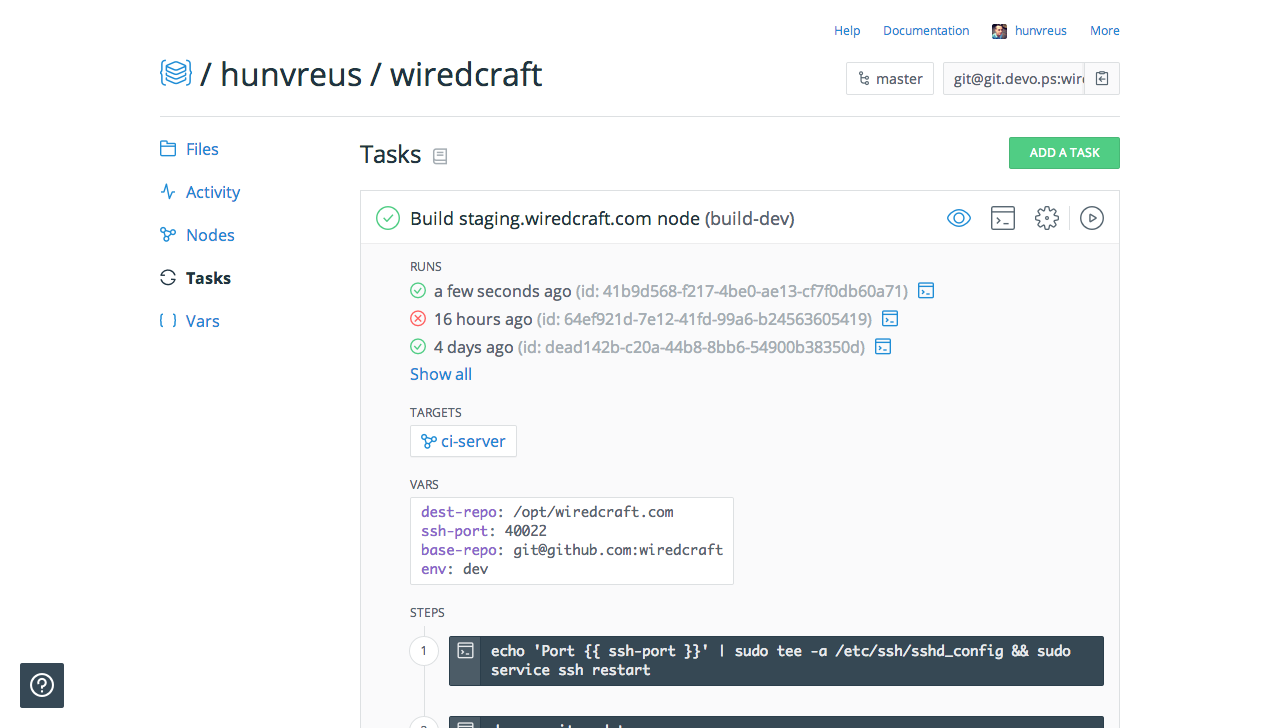 Help Documentation hunvreus More
/ hunvreus / wiredcraft
master
git@git.devo.ps:wire
Files
Activity
Nodes
Tasks
Vars
Tasks
ADD A TASK
Build staging.wiredcraft.com node (build-dev)
RUNS
a few seconds ago (id: 41b9d568-f217-4be0-ae13-cf7f0db60a71)
16 hours ago (id: 64ef921d-7e12-41fd-99a6-b24563605419)
4 days ago (id: dead142b-c20a-44b8-8bb6-54900b38350d)
Show all
TARGETS
ci-server
VARS
dest-repo: /opt/wiredcraft.com
ssh-port: 40022
base-repo: git@github.com:wiredcraft
env: dev
STEPS
1
echo 'Port {{ ssh-port }}' | sudo tee -a /etc/ssh/sshd_config && sudo
service ssh restart